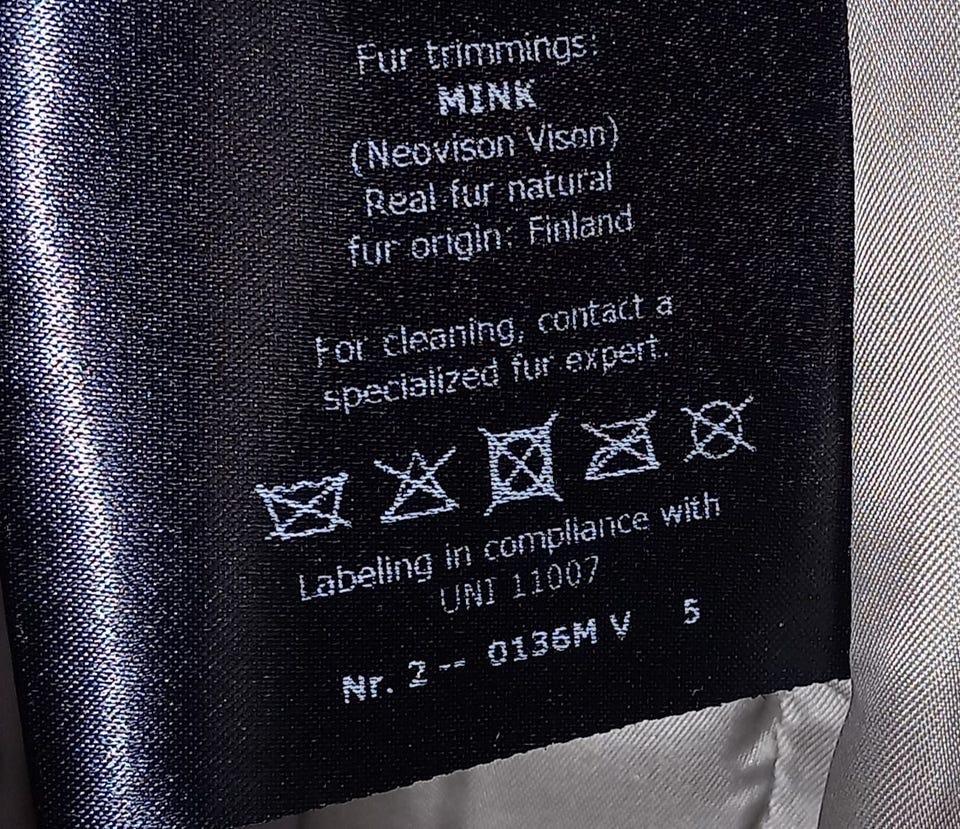 Fur trimmings:
MINK
(Neovison Vison)
Real fur natural
fur origin: Finland
For cleaning, contact a
specialized fur expert.
Labeling in compliance with
UNI 11007
Nr. 2 -- 0136M V 5